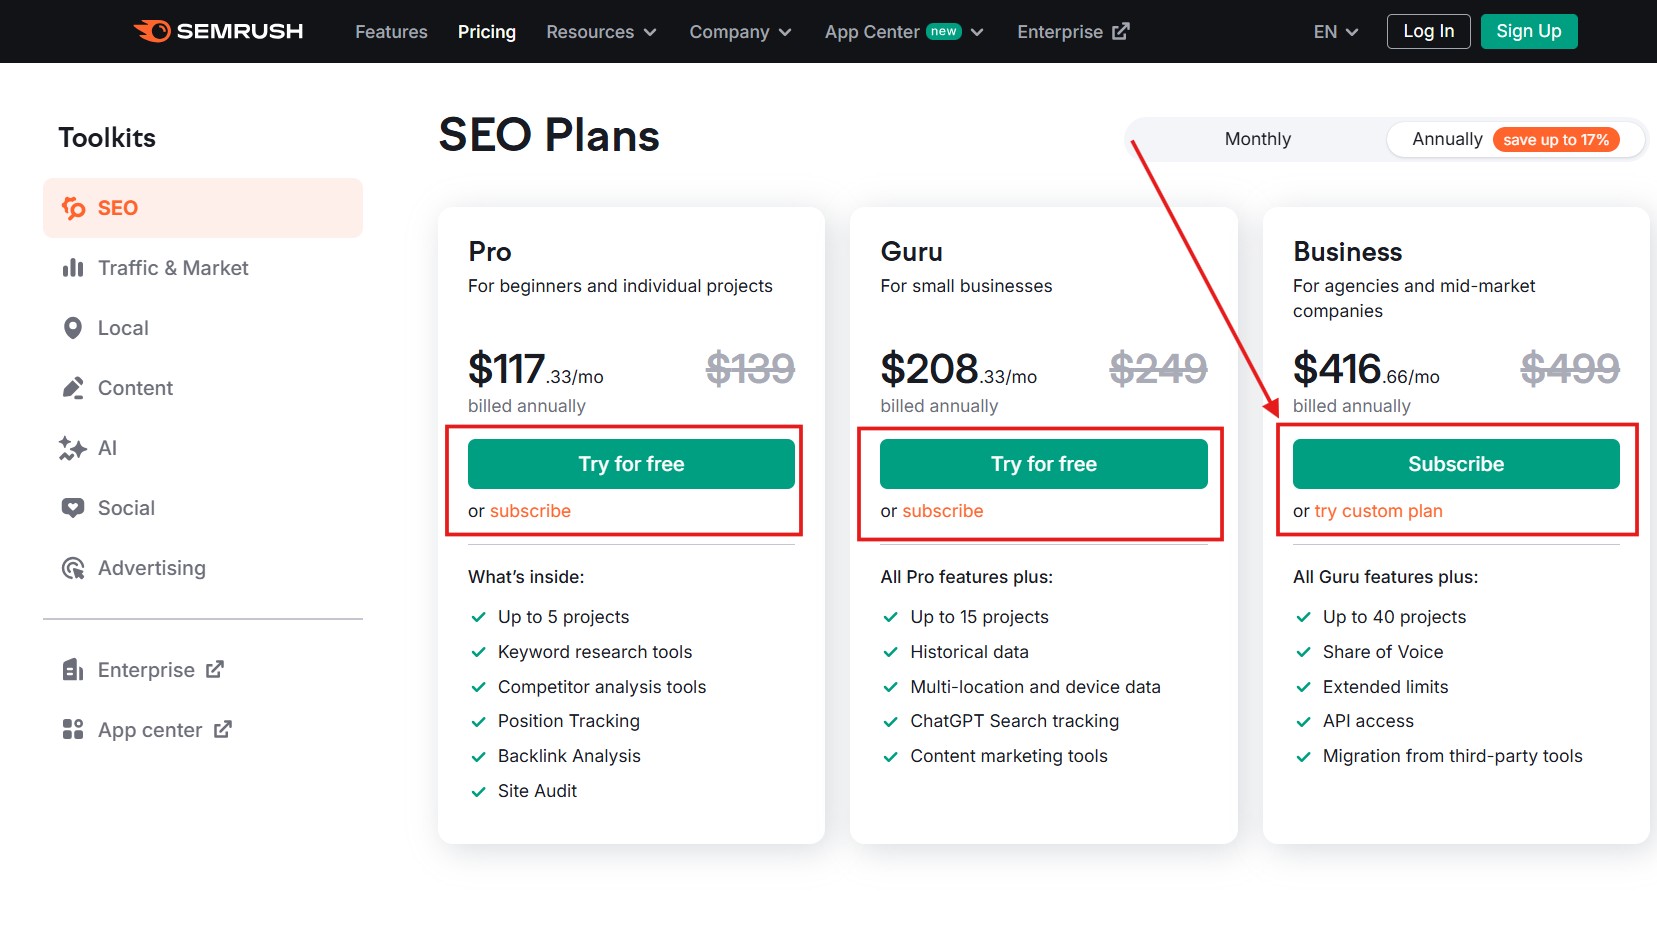 SEMRUSH
Features
Pricing
Resources
Company
App Center new
Enterprise
EN
Log In
Sign Up
Toolkits
SEO
Traffic & Market
Local
Content
AI
Social
Advertising
Enterprise
App center
SEO Plans
Monthly
Annually save up to 17%
Pro
For beginners and individual projects
$117.33/mo $139
billed annually
Try for free
or subscribe
What's inside:
Up to 5 projects
Keyword research tools
Competitor analysis tools
Position Tracking
Backlink Analysis
Site Audit
Guru
For small businesses
$208.33/mo $249
billed annually
Try for free
or subscribe
All Pro features plus:
Up to 15 projects
Historical data
Multi-location and device data
ChatGPT Search tracking
Content marketing tools
Business
For agencies and mid-market
companies
$416.66/mo $499
billed annually
Subscribe
or try custom plan
All Guru features plus:
Up to 40 projects
Share of Voice
Extended limits
API access
Migration from third-party tools